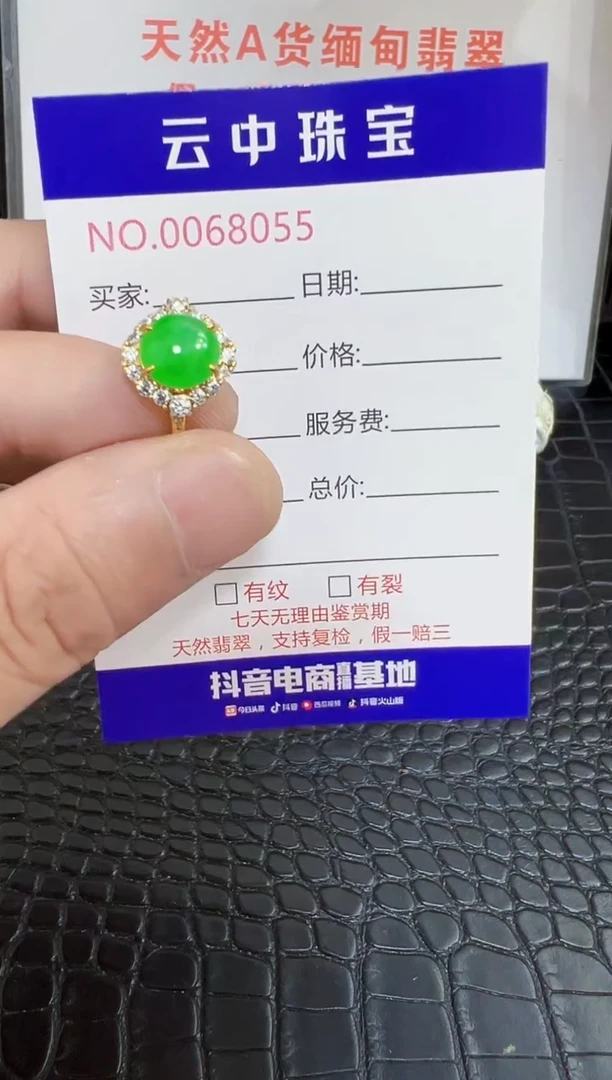 天然A货缅甸翡翠
云中珠宝
NO.0068055
买家: 日期:
价格:
服务费:
总价:
有纹 有裂
七天无理由鉴赏期
天然翡翠，支持复检，假一赔三
抖音电商直播基地
今日头条 抖音 西瓜视频 抖音火山版